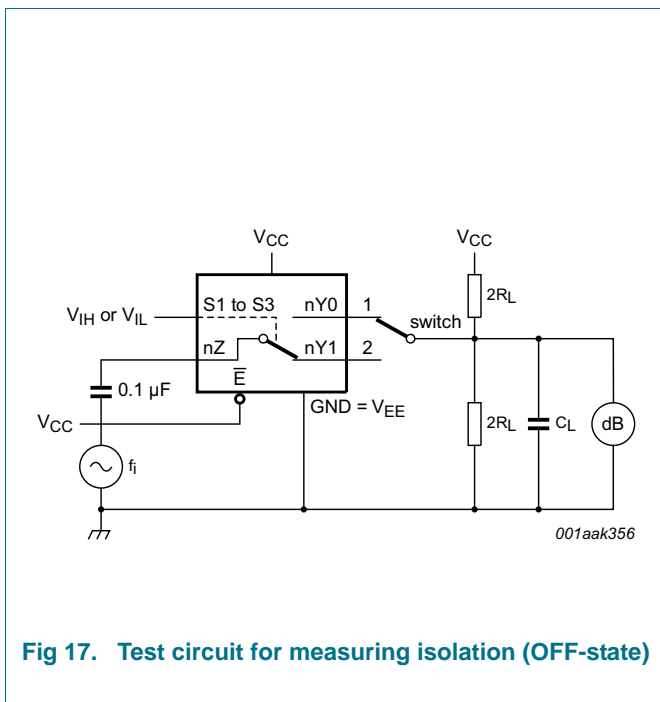 VCC
VCC
S1 to S3
nY0
1
2RL
VIH or VIL
switch
nZ
nY1
2
E̅
0.1 μF
GND = VEE
2RL
CL
dB
VCC
fi
001aak356
Fig 17. Test circuit for measuring isolation (OFF-state)